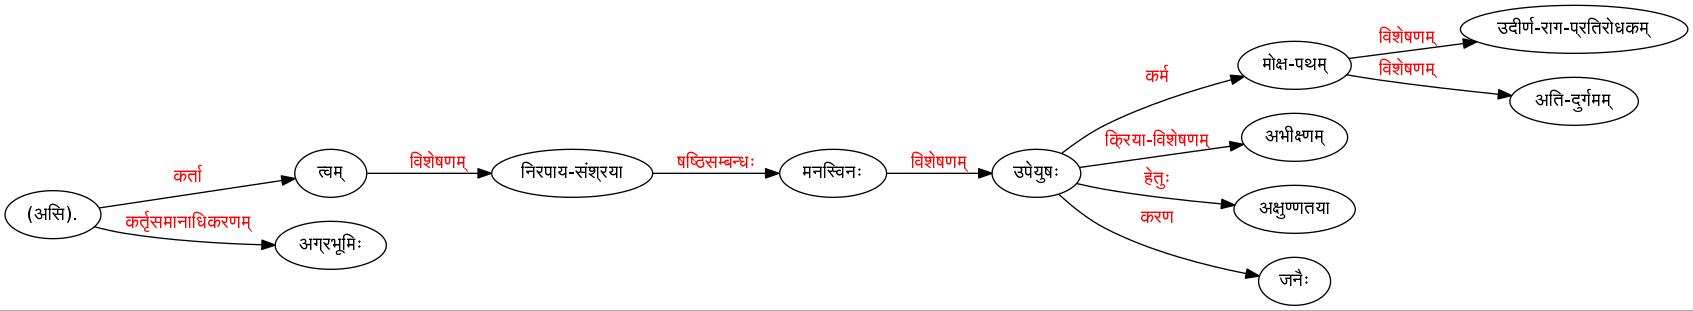 उदीर्ण-राग-प्रतिरोधकम्
विशेषणम्
मोक्ष-पथम्
विशेषणम्
कर्म
अति-दुर्गमम्
क्रिया-विशेषणम्
अभीक्ष्णम्
कर्ता
त्वम्
विशेषणम्
निरपाय-संश्रया
षष्ठिसम्बन्धः
मनस्विनः
विशेषणम्
उपेयुषः
हेतुः
अक्षुण्णतया
(असि).
कर्तृसमानाधिकरणम्
अग्रभूमिः
करण
जनैः